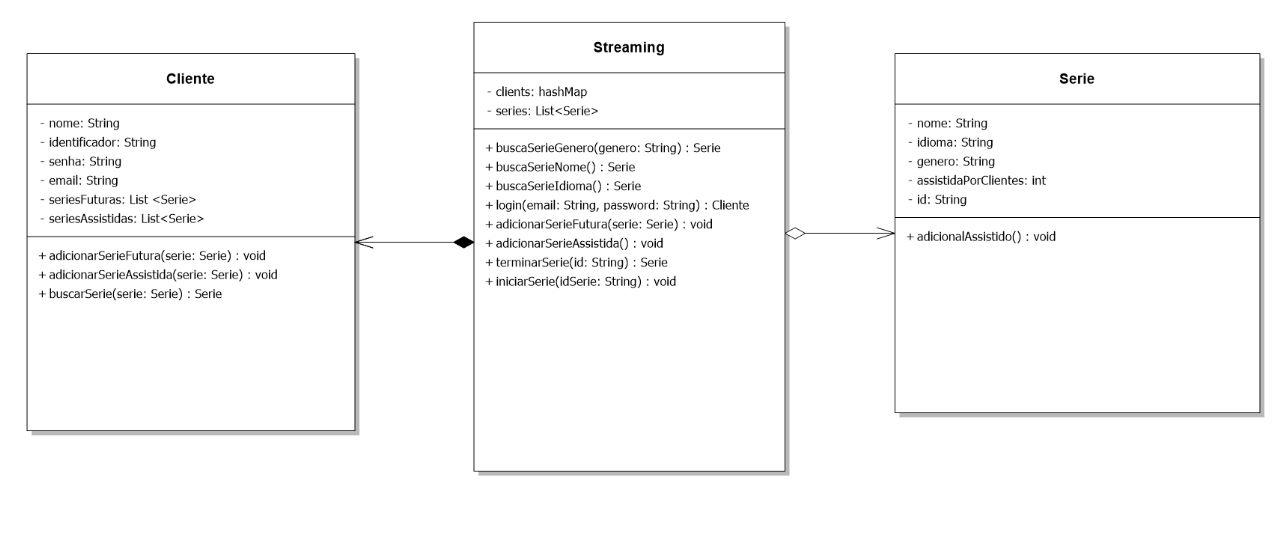 Cliente
- nome: String
- identificador: String
- senha: String
- email: String
- seriesFuturas: List <Serie>
- seriesAssistidas: List<Serie>
+ adicionarSerieFutura(serie: Serie) : void
+ adicionarSerieAssistida(serie: Serie) : void
+ buscarSerie(serie: Serie) : Serie
Streaming
- clients: hashMap
- series: List<Serie>
+ buscaSerieGenero(genero: String) : Serie
+ buscaSerieNome() : Serie
+ buscaSerieIdioma() : Serie
+ login(email: String, password: String) : Cliente
+ adicionarSerieFutura(serie: Serie) : void
+ adicionarSerieAssistida() : void
+ terminarSerie(id: String) : Serie
+ iniciarSerie(idSerie: String) : void
Serie
- nome: String
- idioma: String
- genero: String
- assistidaPorClientes: int
- id: String
+ adicionalAssistido() : void